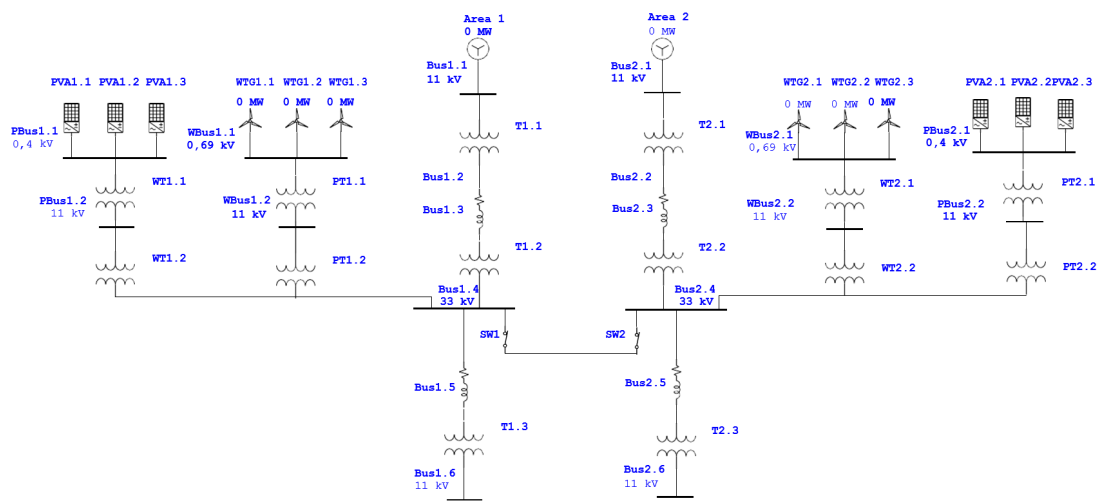 Area 1
0 MW
Area 2
0 MW
Bus1.1
11 kV
Bus2.1
11 kV
PVA1.1 PVA1.2 PVA1.3
WTG1.1 WTG1.2 WTG1.3
0 MW 0 MW 0 MW
WTG2.1 WTG2.2 WTG2.3
0 MW 0 MW 0 MW
PVA2.1 PVA2.2 PVA2.3
PBus1.1
0,4 kV
WBus1.1
0,69 kV
T1.1
T2.1
WBus2.1
0,69 kV
PBus2.1
0,4 kV
WT1.1
PT1.1
Bus1.2
Bus2.2
WT2.1
PT2.1
PBus1.2
11 kV
WBus1.2
11 kV
Bus1.3
Bus2.3
WBus2.2
11 kV
PBus2.2
11 kV
WT1.2
PT1.2
T1.2
T2.2
WT2.2
PT2.2
Bus1.4
33 kV
Bus2.4
33 kV
SW1
SW2
Bus1.5
Bus2.5
T1.3
T2.3
Bus1.6
11 kV
Bus2.6
11 kV